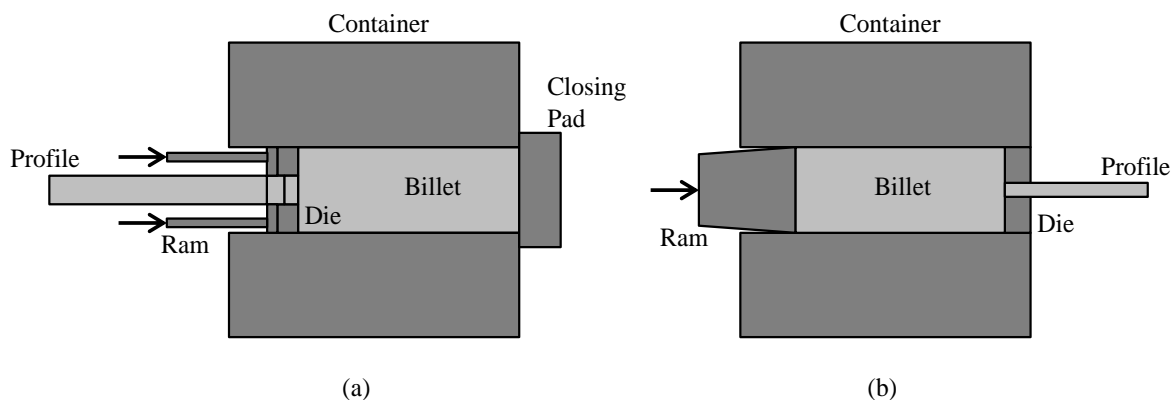 Container
Closing
Pad
Profile
Billet
Die
Ram
(a)
Container
Profile
Billet
Ram
Die
(b)